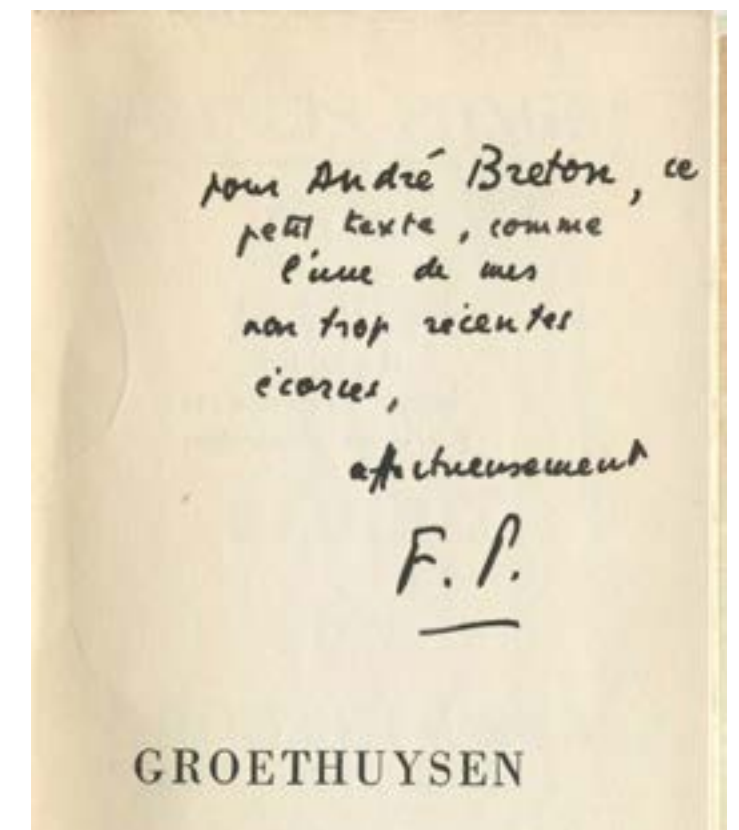 pour André Breton, ce
petit texte, comme
l'une de mes
non trop récentes
écorces,
affectueusement
F. P.
GROETHUYSEN